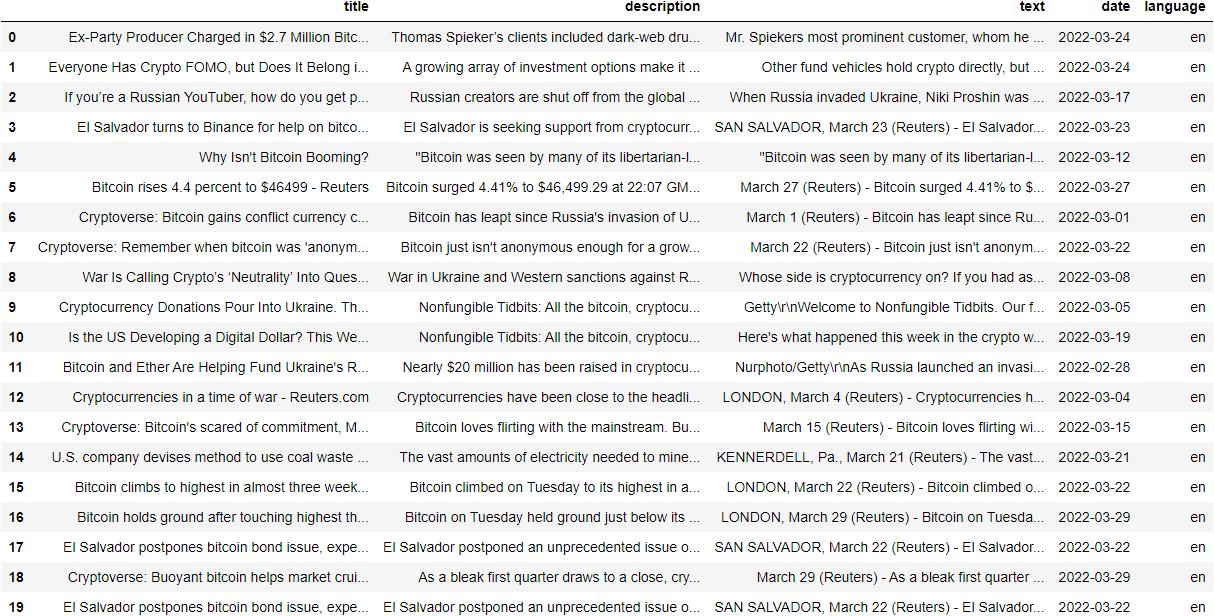 title description text date language
0 Ex-Party Producer Charged in $2.7 Million Bitc... Thomas Spieker’s clients included dark-web dru... Mr. Spiekers most prominent customer, whom he ... 2022-03-24 en
1 Everyone Has Crypto FOMO, but Does It Belong i... A growing array of investment options make it ... Other fund vehicles hold crypto directly, but ... 2022-03-24 en
2 If you’re a Russian YouTuber, how do you get p... Russian creators are shut off from the global ... When Russia invaded Ukraine, Niki Proshin was ... 2022-03-17 en
3 El Salvador turns to Binance for help on bitco... El Salvador is seeking support from cryptocurr... SAN SALVADOR, March 23 (Reuters) - El Salvador... 2022-03-23 en
4 Why Isn't Bitcoin Booming? "Bitcoin was seen by many of its libertarian-l... "Bitcoin was seen by many of its libertarian-l... 2022-03-12 en
5 Bitcoin rises 4.4 percent to $46499 - Reuters Bitcoin surged 4.41% to $46,499.29 at 22:07 GM... March 27 (Reuters) - Bitcoin surged 4.41% to $... 2022-03-27 en
6 Cryptoverse: Bitcoin gains conflict currency c... Bitcoin has leapt since Russia's invasion of U... March 1 (Reuters) - Bitcoin has leapt since Ru... 2022-03-01 en
7 Cryptoverse: Remember when bitcoin was 'anonym... Bitcoin just isn't anonymous enough for a grow... March 22 (Reuters) - Bitcoin just isn't anonym... 2022-03-22 en
8 War Is Calling Crypto’s ‘Neutrality’ Into Ques... War in Ukraine and Western sanctions against R... Whose side is cryptocurrency on? If you had as... 2022-03-08 en
9 Cryptocurrency Donations Pour Into Ukraine. Th... Nonfungible Tidbits: All the bitcoin, cryptocu... Getty\r\nWelcome to Nonfungible Tidbits. Our f... 2022-03-05 en
10 Is the US Developing a Digital Dollar? This We... Nonfungible Tidbits: All the bitcoin, cryptocu... Here's what happened this week in the crypto w... 2022-03-19 en
11 Bitcoin and Ether Are Helping Fund Ukraine's R... Nearly $20 million has been raised in cryptocu... Nurphoto/Getty\r\nAs Russia launched an invasi... 2022-02-28 en
12 Cryptocurrencies in a time of war - Reuters.com Cryptocurrencies have been close to the headli... LONDON, March 4 (Reuters) - Cryptocurrencies h... 2022-03-04 en
13 Cryptoverse: Bitcoin's scared of commitment, M... Bitcoin loves flirting with the mainstream. Bu... March 15 (Reuters) - Bitcoin loves flirting wi... 2022-03-15 en
14 U.S. company devises method to use coal waste ... The vast amounts of electricity needed to mine... KENNERDELL, Pa., March 21 (Reuters) - The vast... 2022-03-21 en
15 Bitcoin climbs to highest in almost three week... Bitcoin climbed on Tuesday to its highest in a... LONDON, March 22 (Reuters) - Bitcoin climbed o... 2022-03-22 en
16 Bitcoin holds ground after touching highest th... Bitcoin on Tuesday held ground just below its ... LONDON, March 29 (Reuters) - Bitcoin on Tuesda... 2022-03-29 en
17 El Salvador postpones bitcoin bond issue, expe... El Salvador postponed an unprecedented issue o... SAN SALVADOR, March 22 (Reuters) - El Salvador... 2022-03-22 en
18 Cryptoverse: Buoyant bitcoin helps market crui... As a bleak first quarter draws to a close, cry... March 29 (Reuters) - As a bleak first quarter ... 2022-03-29 en
19 El Salvador postpones bitcoin bond issue, expe... El Salvador postponed an unprecedented issue o... SAN SALVADOR, March 22 (Reuters) - El Salvador... 2022-03-22 en